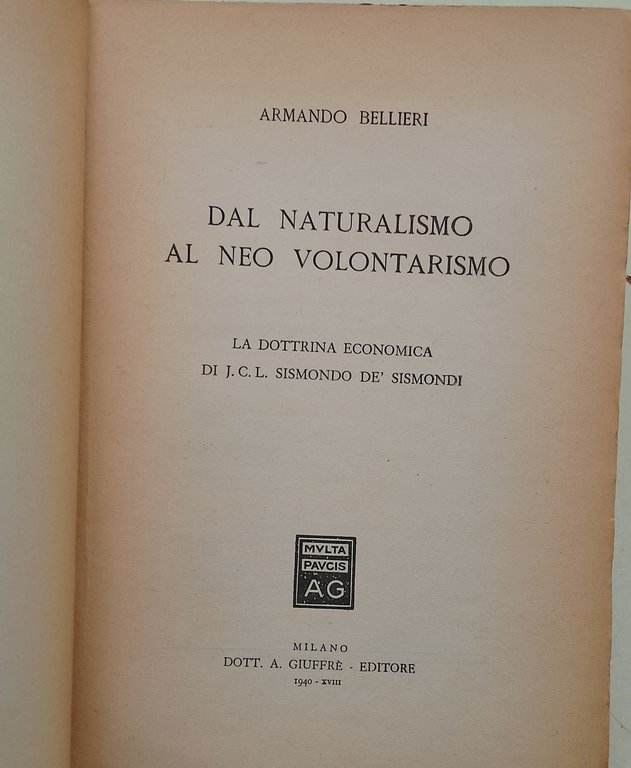 ARMANDO BELLIERI
DAL NATURALISMO
AL NEO VOLONTARISMO
LA DOTTRINA ECONOMICA
DI J. C. L. SISMONDO DE' SISMONDI
MVLTA
PAVCIS
AG
MILANO
DOTT. A. GIUFFRÈ - EDITORE
1940 - XVIII